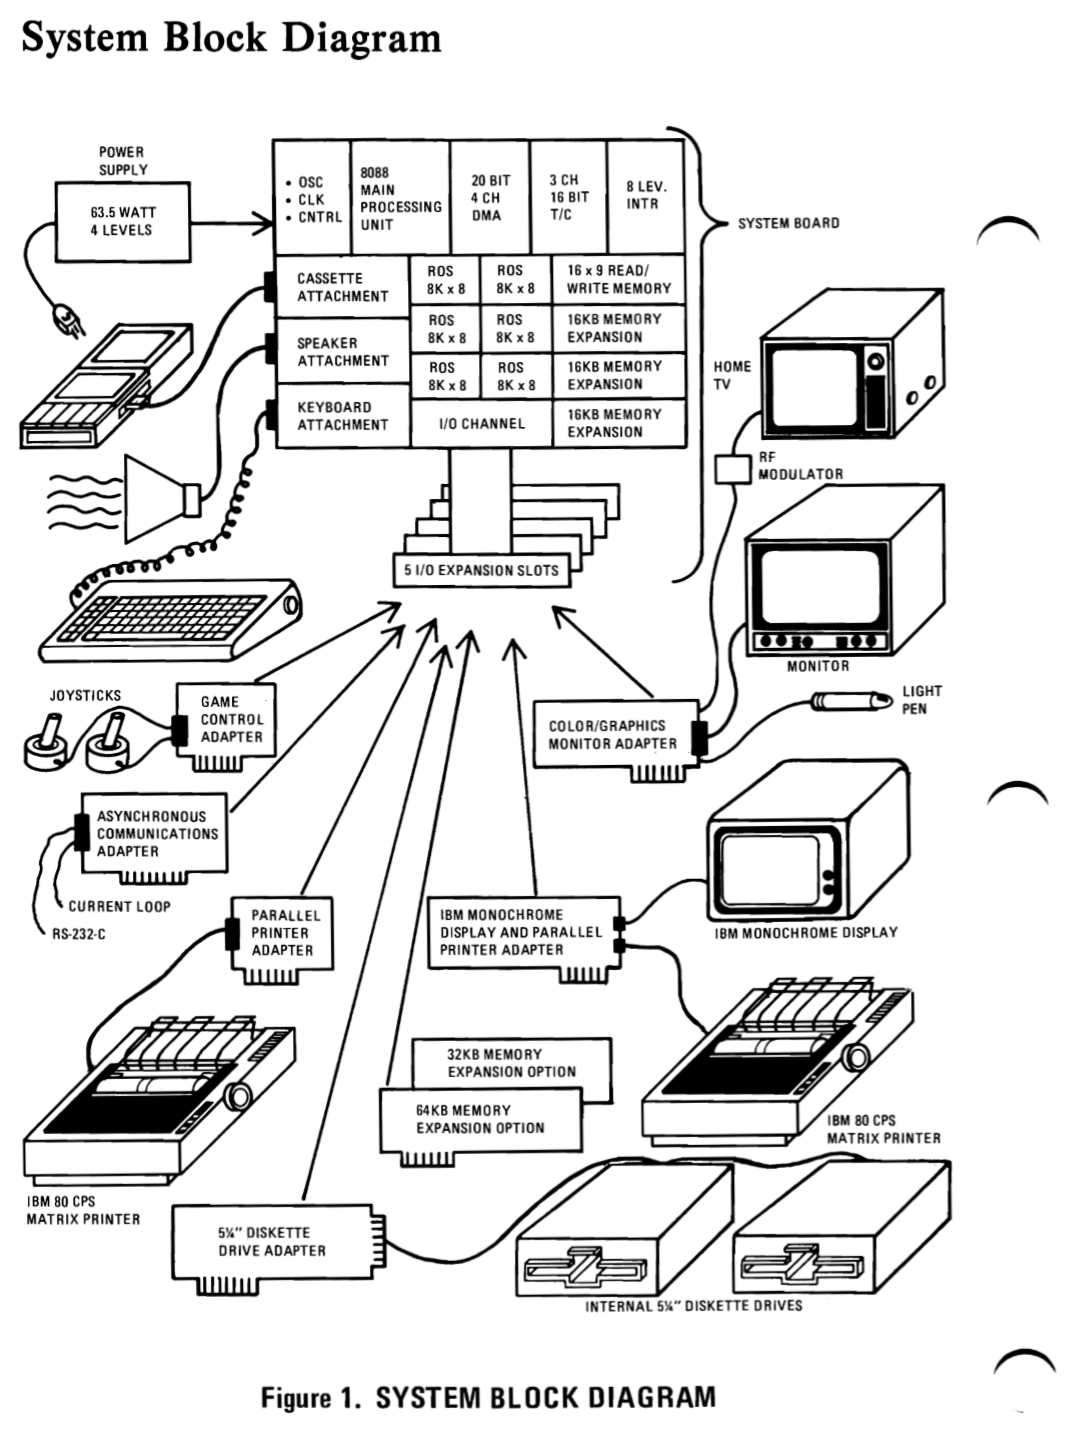 System Block Diagram
POWER
SUPPLY
63.5 WATT
4 LEVELS
• OSC
• CLK
• CNTRL
8088
MAIN
PROCESSING
UNIT
20 BIT
4 CH
DMA
3 CH
16 BIT
T/C
8 LEV.
INTR
SYSTEM BOARD
CASSETTE
ATTACHMENT
ROS
8K x 8
ROS
8K x 8
16 x 9 READ/
WRITE MEMORY
SPEAKER
ATTACHMENT
ROS
8K x 8
ROS
8K x 8
16KB MEMORY
EXPANSION
ROS
8K x 8
ROS
8K x 8
16KB MEMORY
EXPANSION
KEYBOARD
ATTACHMENT
I/O CHANNEL
16KB MEMORY
EXPANSION
HOME
TV
RF
MODULATOR
5 I/O EXPANSION SLOTS
MONITOR
JOYSTICKS
GAME
CONTROL
ADAPTER
COLOR/GRAPHICS
MONITOR ADAPTER
LIGHT
PEN
ASYNCHRONOUS
COMMUNICATIONS
ADAPTER
CURRENT LOOP
RS-232-C
PARALLEL
PRINTER
ADAPTER
IBM MONOCHROME
DISPLAY AND PARALLEL
PRINTER ADAPTER
IBM MONOCHROME DISPLAY
32KB MEMORY
EXPANSION OPTION
64KB MEMORY
EXPANSION OPTION
IBM 80 CPS
MATRIX PRINTER
IBM 80 CPS
MATRIX PRINTER
5¼" DISKETTE
DRIVE ADAPTER
INTERNAL 5¼" DISKETTE DRIVES
Figure 1. SYSTEM BLOCK DIAGRAM